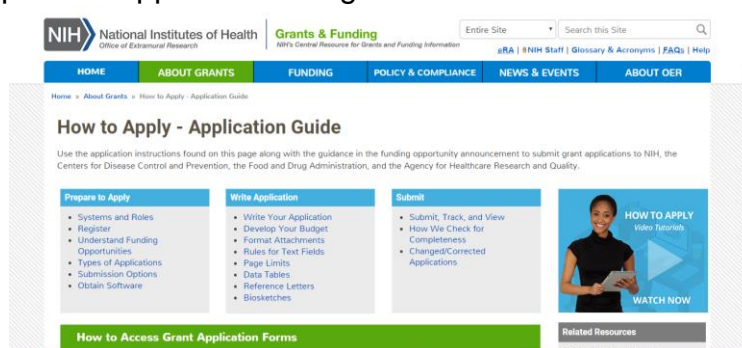 NIH National Institutes of Health
Office of Extramural Research
Grants & Funding
NIH's Central Resource for Grants and Funding Information
Entire Site
Search this Site
eRA | NIH Staff | Glossary & Acronyms | FAQs | Help
HOME ABOUT GRANTS FUNDING POLICY & COMPLIANCE NEWS & EVENTS ABOUT OER
Home » About Grants » How to Apply - Application Guide
How to Apply - Application Guide
Use the application instructions found on this page along with the guidance in the funding opportunity announcement to submit grant applications to NIH, the
Centers for Disease Control and Prevention, the Food and Drug Administration, and the Agency for Healthcare Research and Quality.
Prepare to Apply
• Systems and Roles
• Register
• Understand Funding
Opportunities
• Types of Applications
• Submission Options
• Obtain Software
Write Application
• Write Your Application
• Develop Your Budget
• Format Attachments
• Rules for Text Fields
• Page Limits
• Data Tables
• Reference Letters
• Biosketches
Submit
• Submit, Track, and View
• How We Check for
Completeness
• Changed/Corrected
Applications
HOW TO APPLY
Video Tutorials
WATCH NOW
How to Access Grant Application Forms
Related Resources